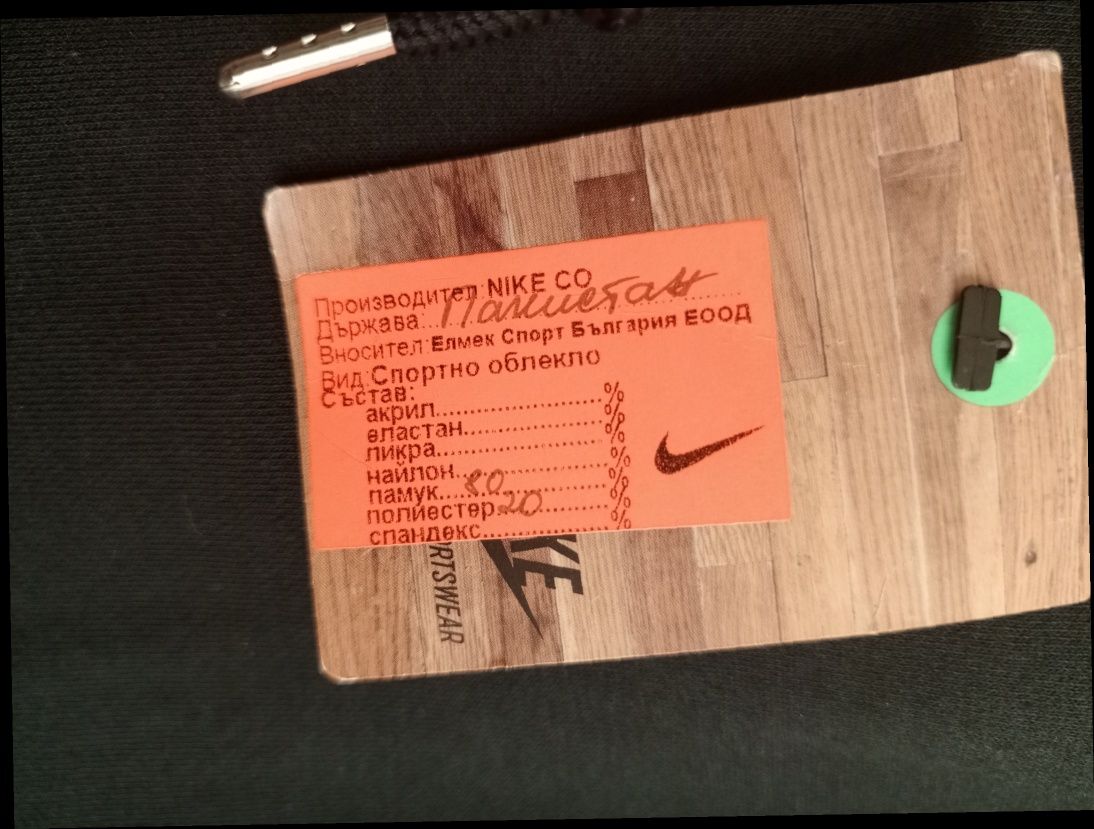 Производител:NIKE CO
Държава:..Пакистан
Вносител:Елмек Спорт България ЕООД
Вид:Спортно облекло
Състав:
акрил........................%
еластан.....................%
ликра........................%
найлон......................%
памук.....80...............%
полиестер.20............%
спандекс...................%
KE
RTSWEAR